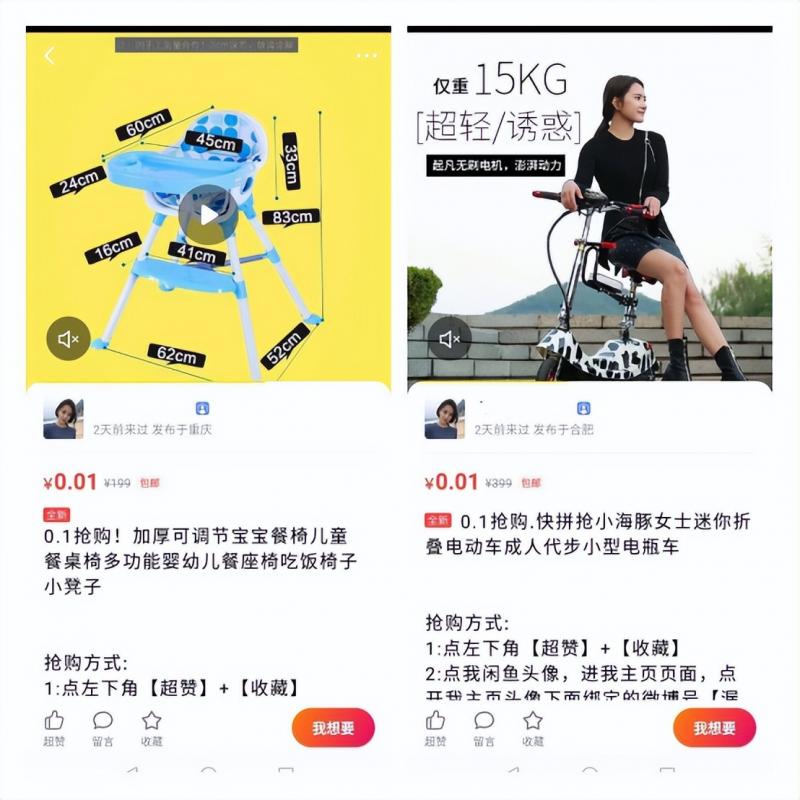 60cm
45cm
33cm
24cm
83cm
16cm
41cm
62cm
52cm
2天前来过 发布于重庆
¥0.01 ¥199 包邮
全新
0.1抢购！加厚可调节宝宝餐椅儿童
餐桌椅多功能婴幼儿餐座椅吃饭椅子
小凳子
抢购方式:
1:点左下角【超赞】+【收藏】
超赞 留言 收藏
我想要
仅重 15KG
[超轻/诱惑]
起凡无刷电机，澎湃动力
2天前来过 发布于合肥
¥0.01 ¥399 包邮
全新 0.1抢购.快拼抢小海豚女士迷你折
叠电动车成人代步小型电瓶车
抢购方式:
1:点左下角【超赞】+【收藏】
2:点我闲鱼头像，进我主页页面，点
开我主页头像下面绑定的微博号【漏
超赞 留言 收藏
我想要